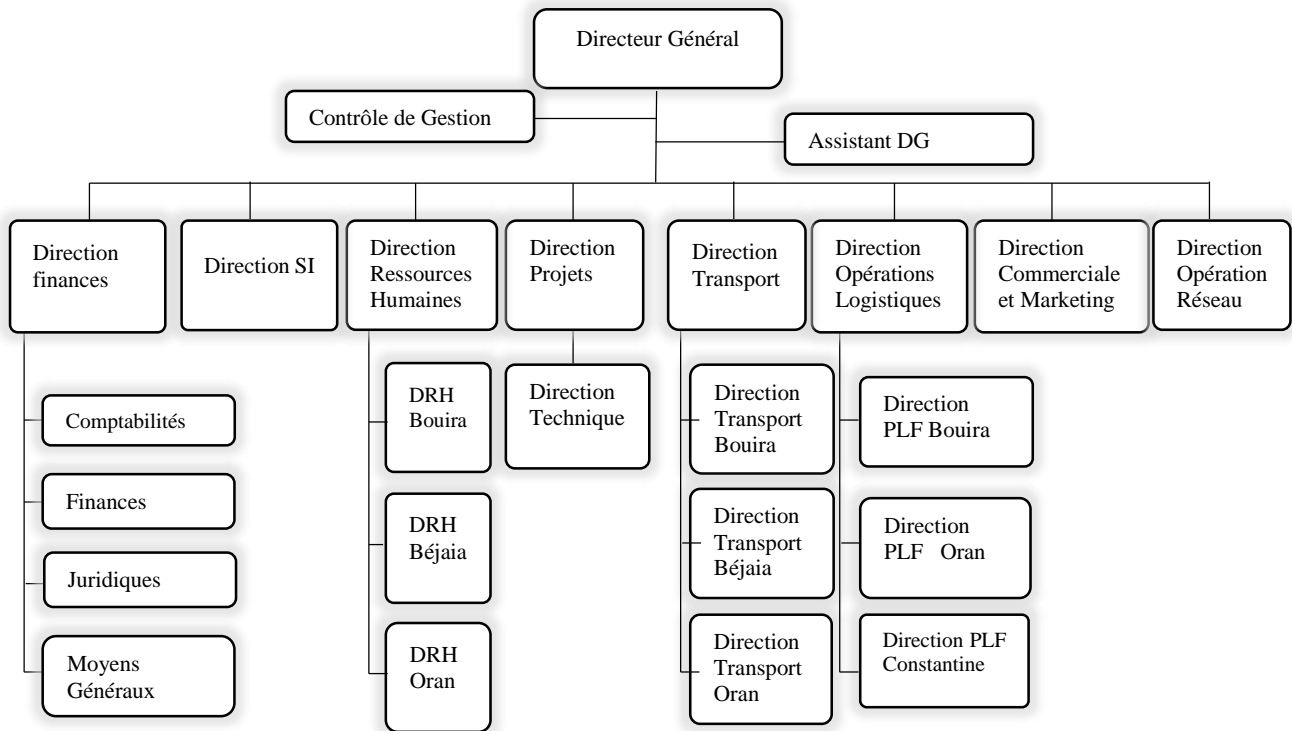 Directeur Général
Contrôle de Gestion
Assistant DG
Direction
finances
Direction SI
Direction
Ressources
Humaines
Direction
Projets
Direction
Transport
Direction
Opérations
Logistiques
Direction
Commerciale
et Marketing
Direction
Opération
Réseau
Comptabilités
Finances
Juridiques
Moyens
Généraux
DRH
Bouira
DRH
Béjaia
DRH
Oran
Direction
Technique
Direction
Transport
Bouira
Direction
Transport
Béjaia
Direction
Transport
Oran
Direction
PLF Bouira
Direction
PLF Oran
Direction PLF
Constantine